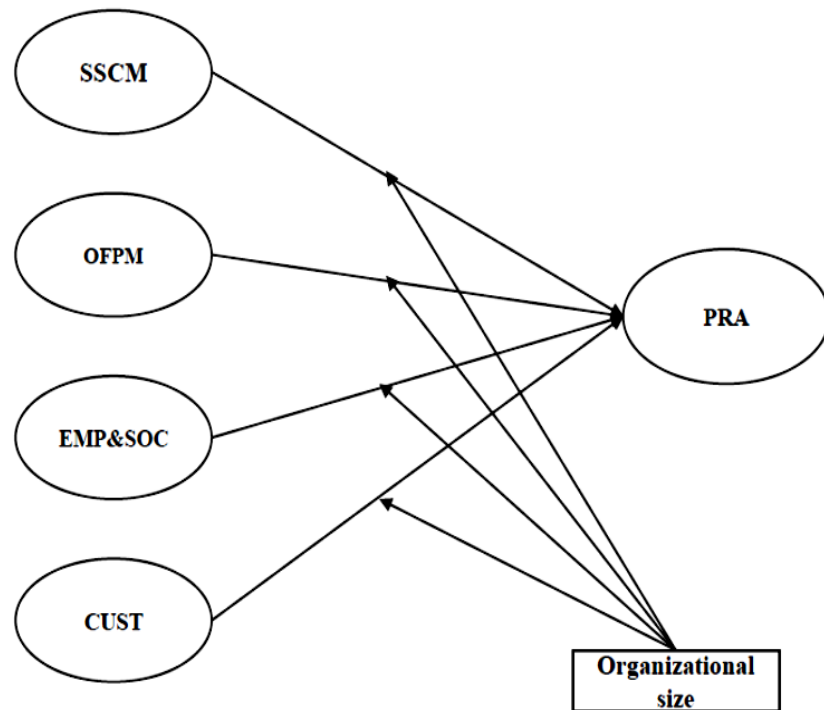 SSCM
OFPM
PRA
EMP&SOC
CUST
Organizational
size